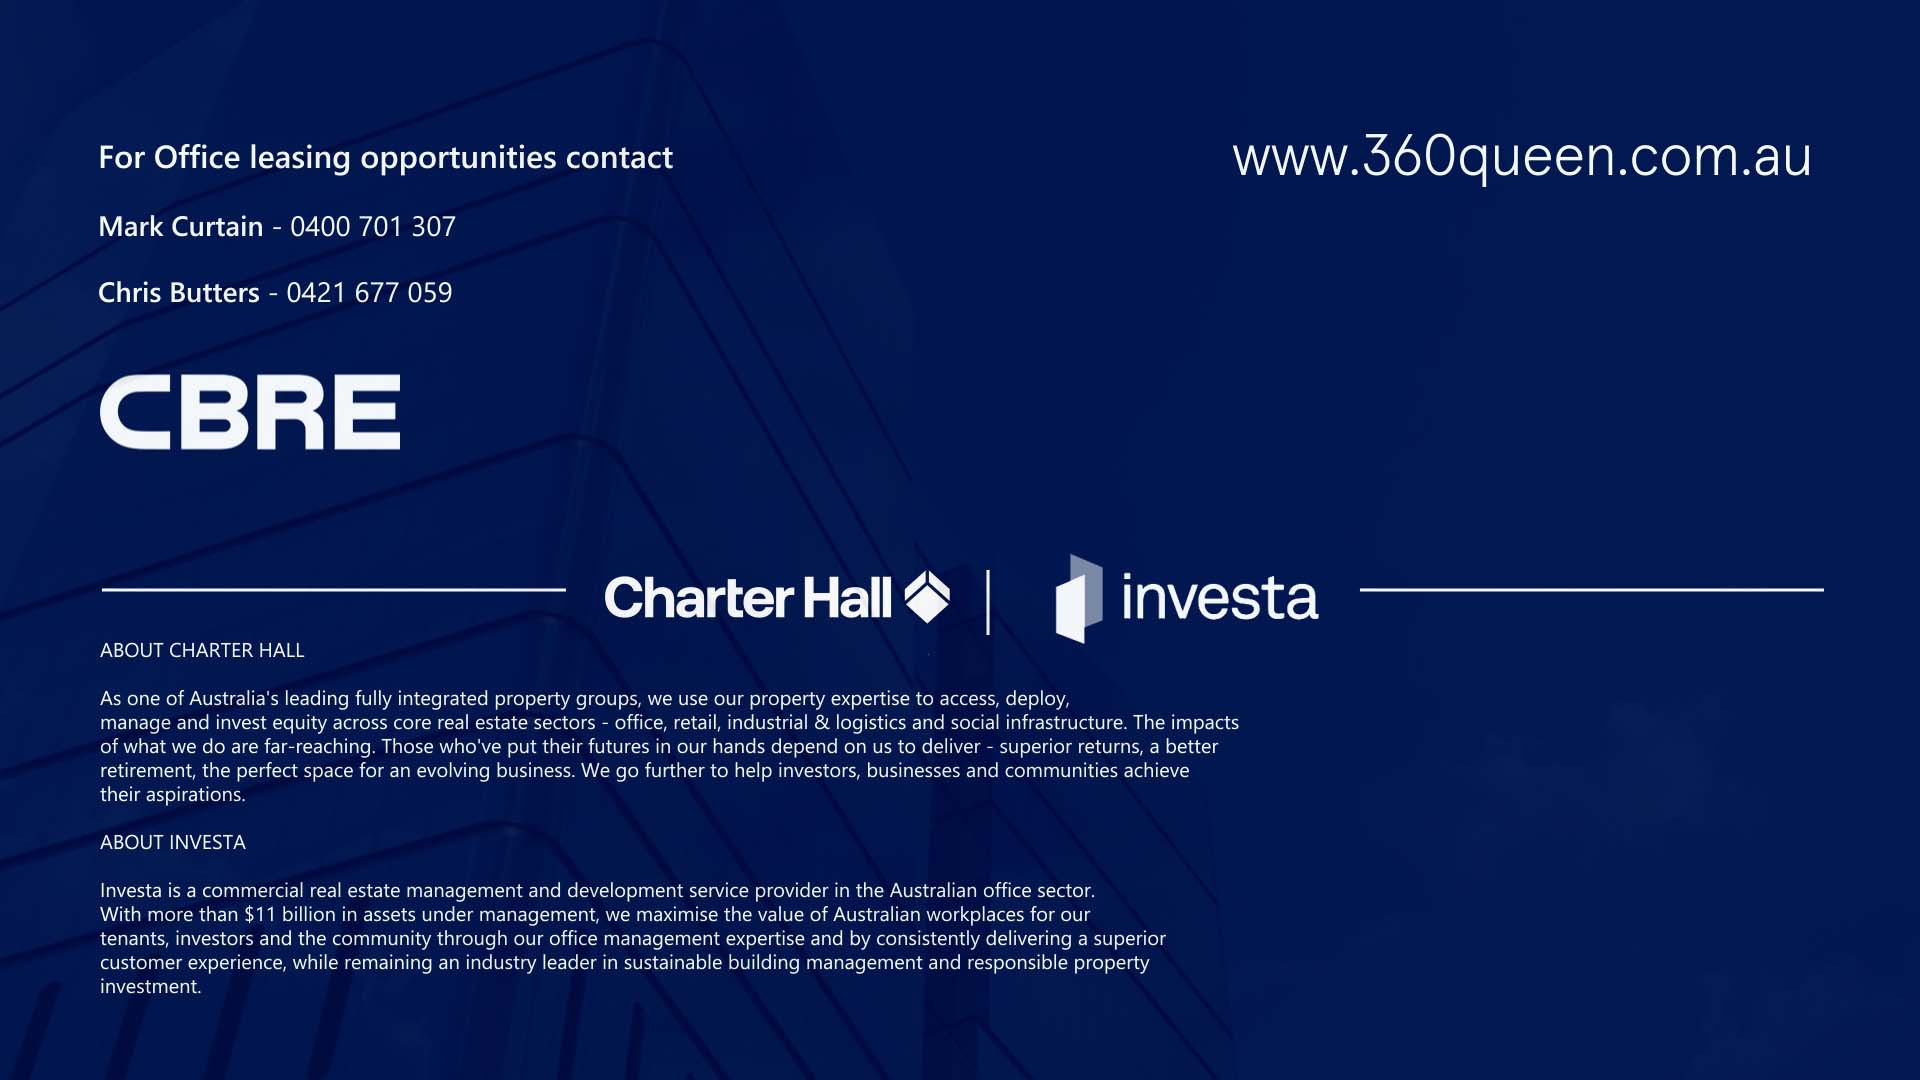 For Office leasing opportunities contact
www.360queen.com.au
Mark Curtain - 0400 701 307
Chris Butters - 0421 677 059
CBRE
Charter Hall
investa
ABOUT CHARTER HALL
As one of Australia's leading fully integrated property groups, we use our property expertise to access, deploy,
manage and invest equity across core real estate sectors - office, retail, industrial & logistics and social infrastructure. The impacts
of what we do are far-reaching. Those who've put their futures in our hands depend on us to deliver - superior returns, a better
retirement, the perfect space for an evolving business. We go further to help investors, businesses and communities achieve
their aspirations.
ABOUT INVESTA
Investa is a commercial real estate management and development service provider in the Australian office sector.
With more than $11 billion in assets under management, we maximise the value of Australian workplaces for our
tenants, investors and the community through our office management expertise and by consistently delivering a superior
customer experience, while remaining an industry leader in sustainable building management and responsible property
investment.